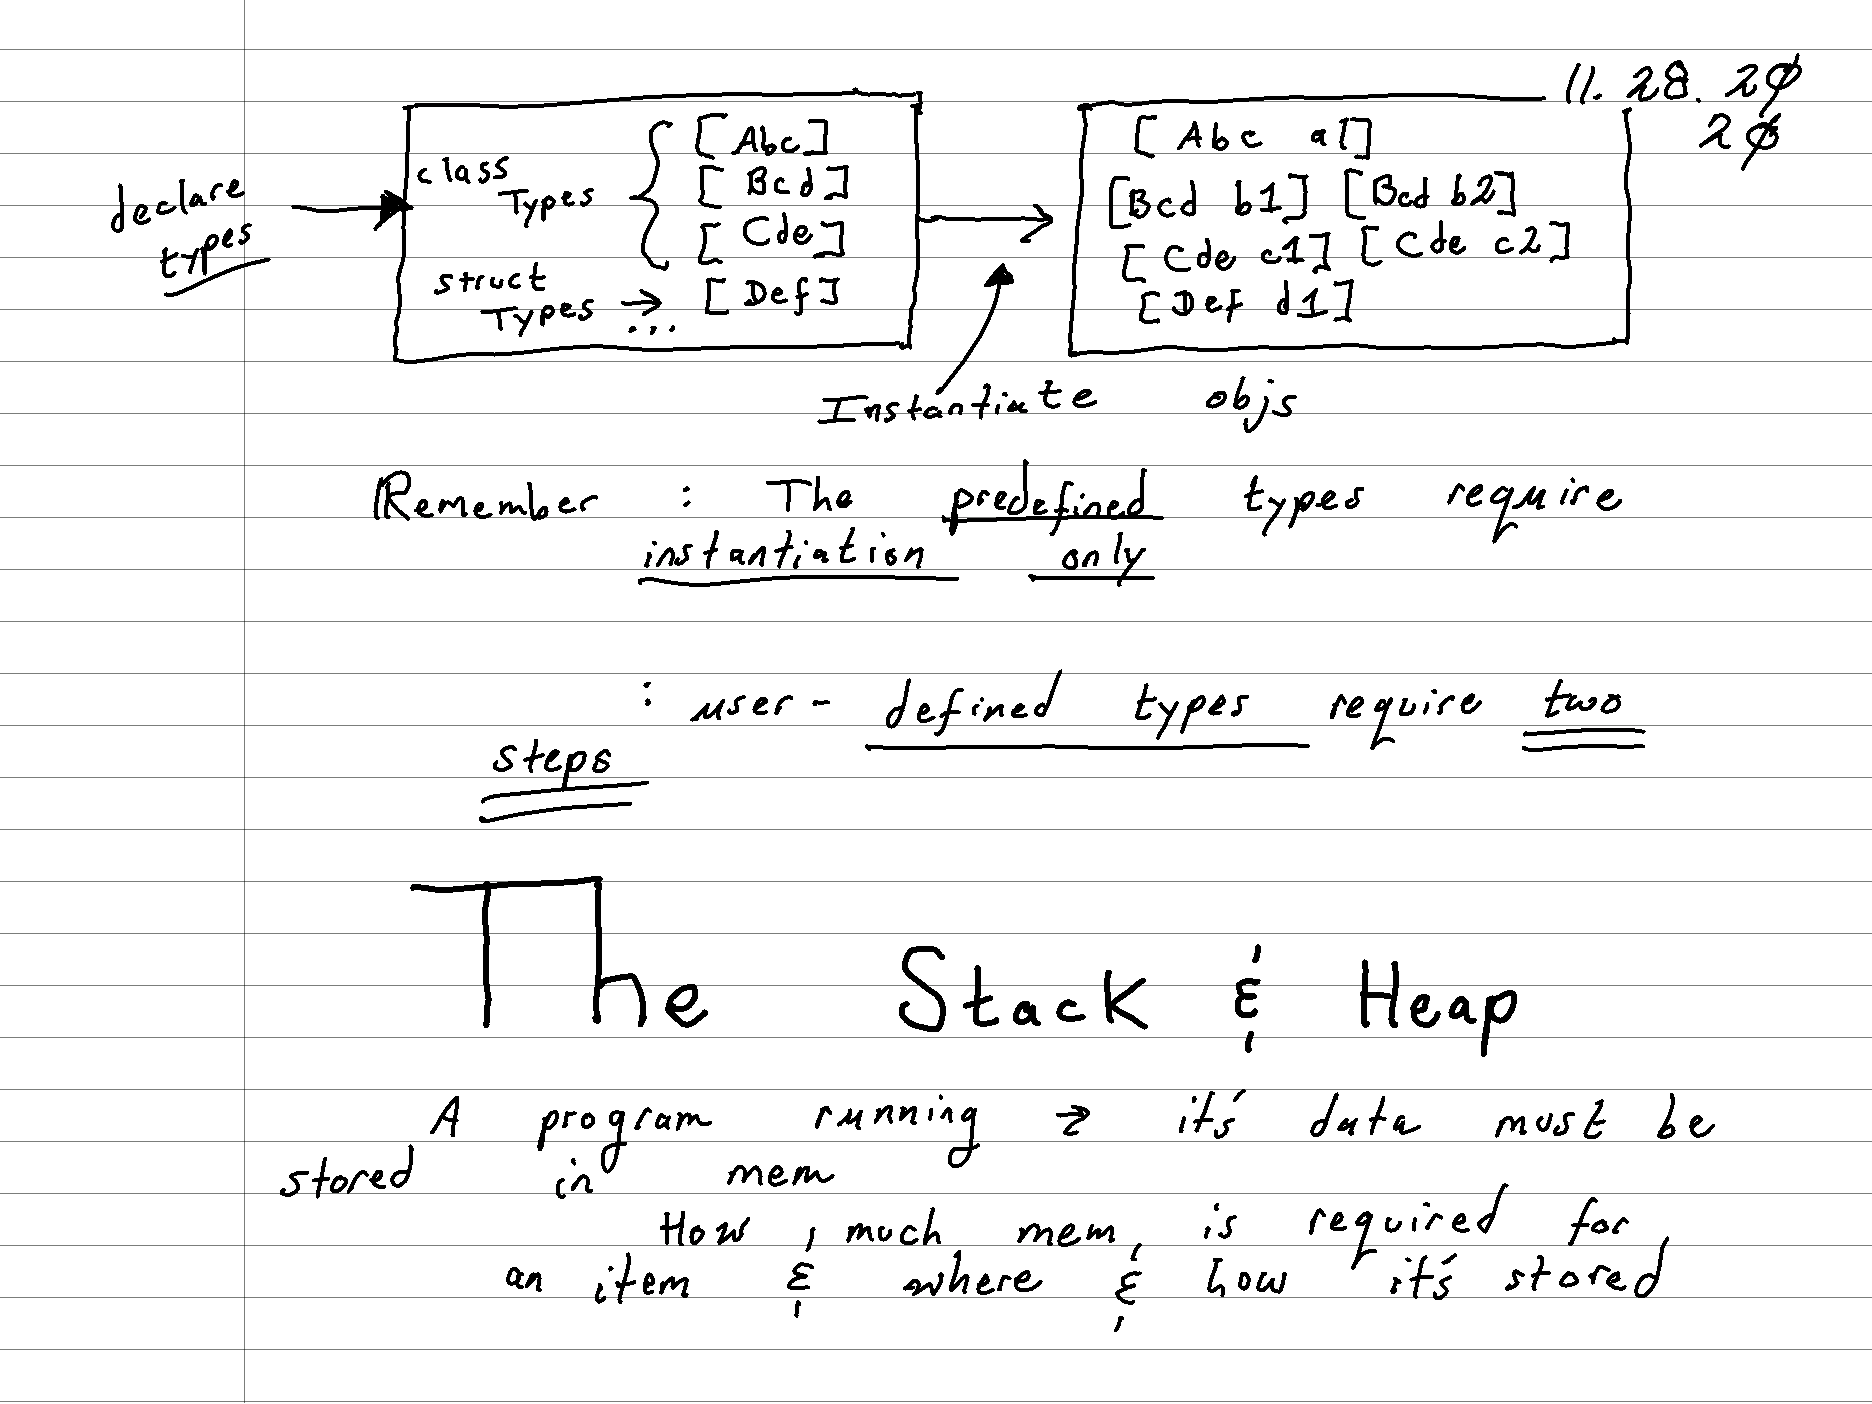 11. 28. 20
20
declare
types
class
Types
[Abc]
[Bcd]
[Cde]
struct
Types → [Def]
...
[Abc a1]
[Bcd b1] [Bcd b2]
[Cde c1] [Cde c2]
[Def d1]
Instantiate objs
Remember : The predefined types require
instantiation only
: user-defined types require two
steps
The Stack & Heap
A program running → it's data must be
stored in mem
How much mem is required for
an item & where & how it's stored